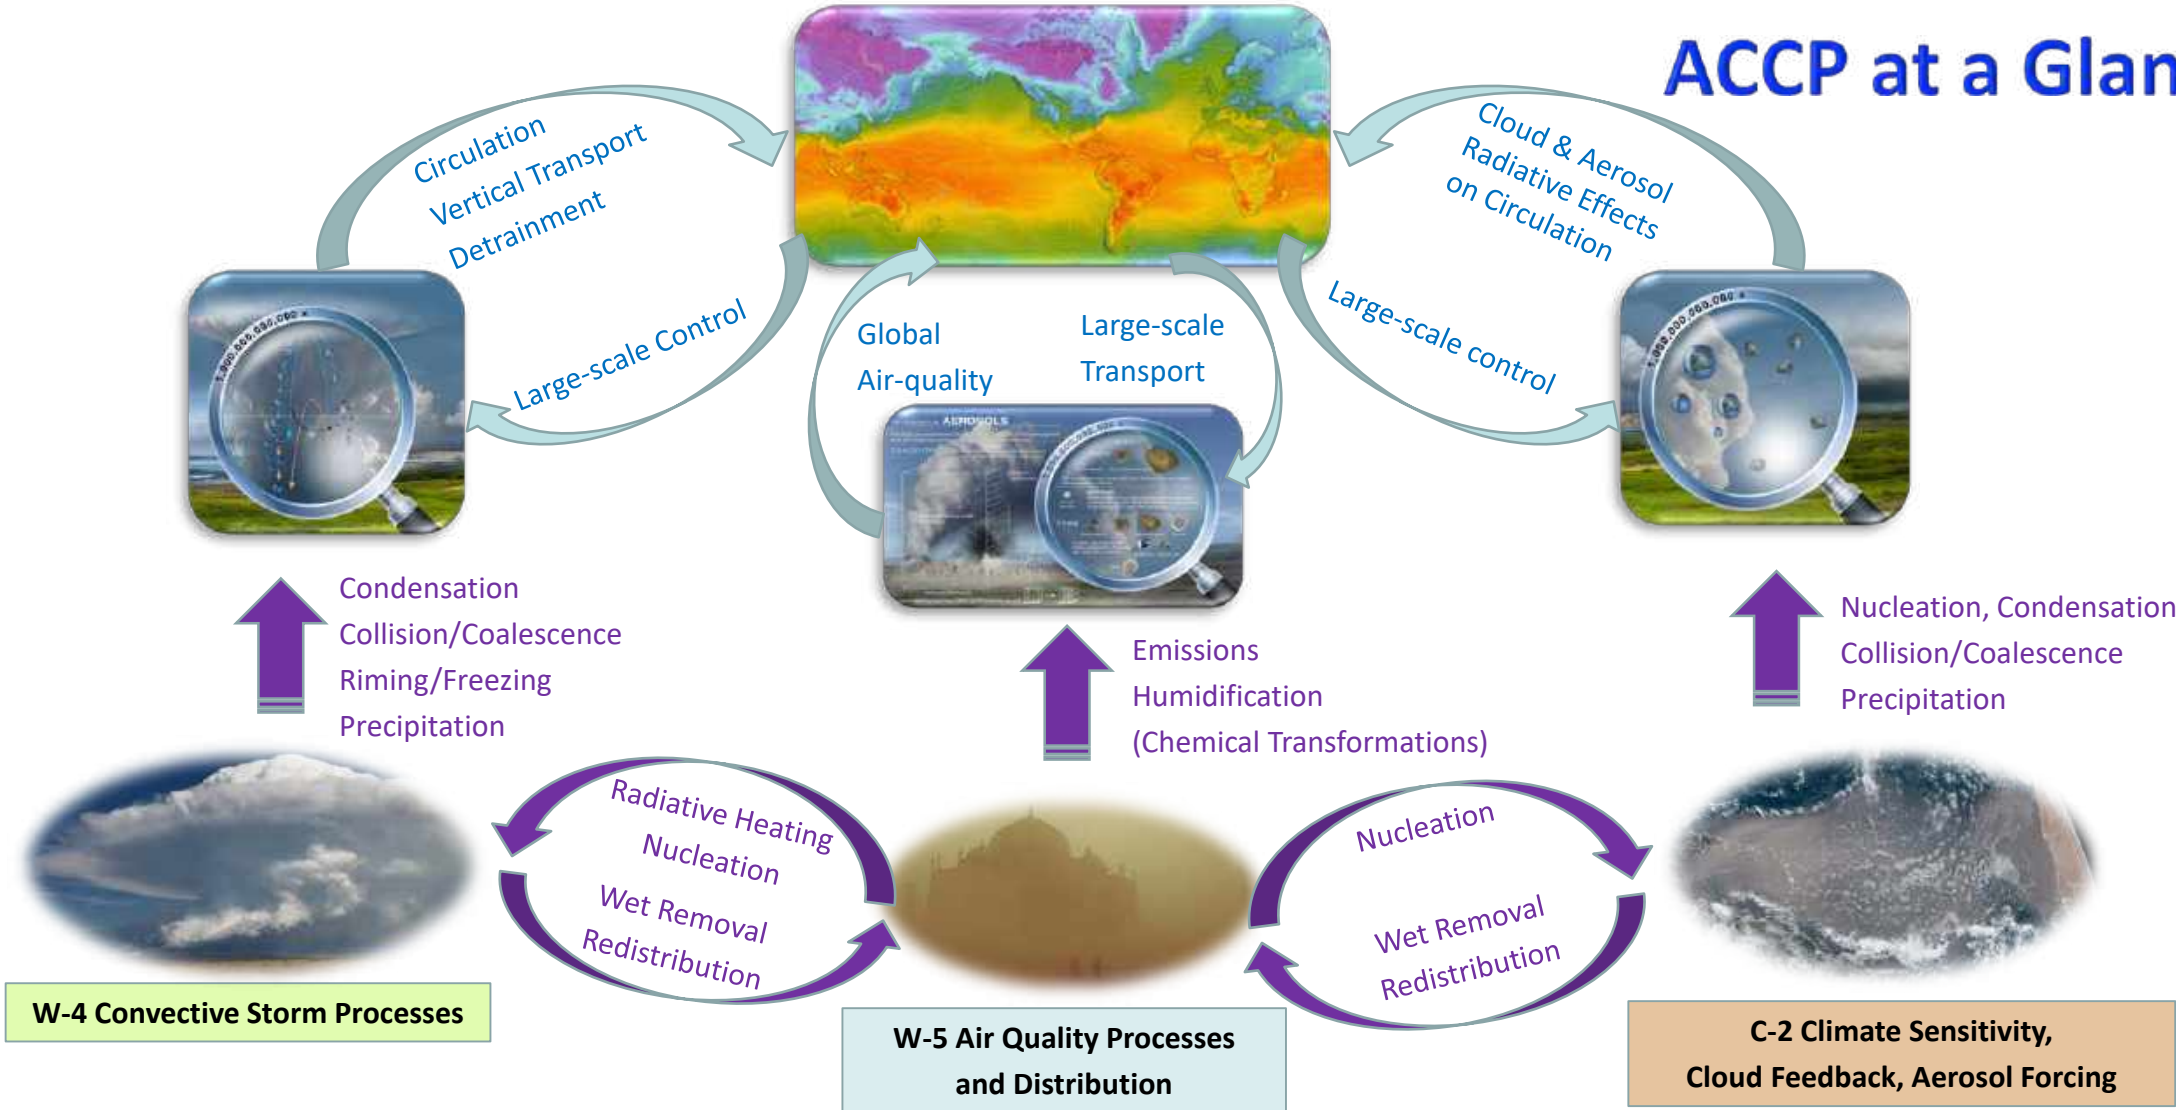 ACCP at a Glan
Circulation
Vertical Transport
Detrainment
Large-scale Control
Cloud & Aerosol
Radiative Effects
on Circulation
Large-scale control
Global
Air-quality
Large-scale
Transport
AEROSOLS
Condensation
Collision/Coalescence
Riming/Freezing
Precipitation
Emissions
Humidification
(Chemical Transformations)
Nucleation, Condensation
Collision/Coalescence
Precipitation
Radiative Heating
Nucleation
Wet Removal
Redistribution
Nucleation
Wet Removal
Redistribution
W-4 Convective Storm Processes
W-5 Air Quality Processes
and Distribution
C-2 Climate Sensitivity,
Cloud Feedback, Aerosol Forcing